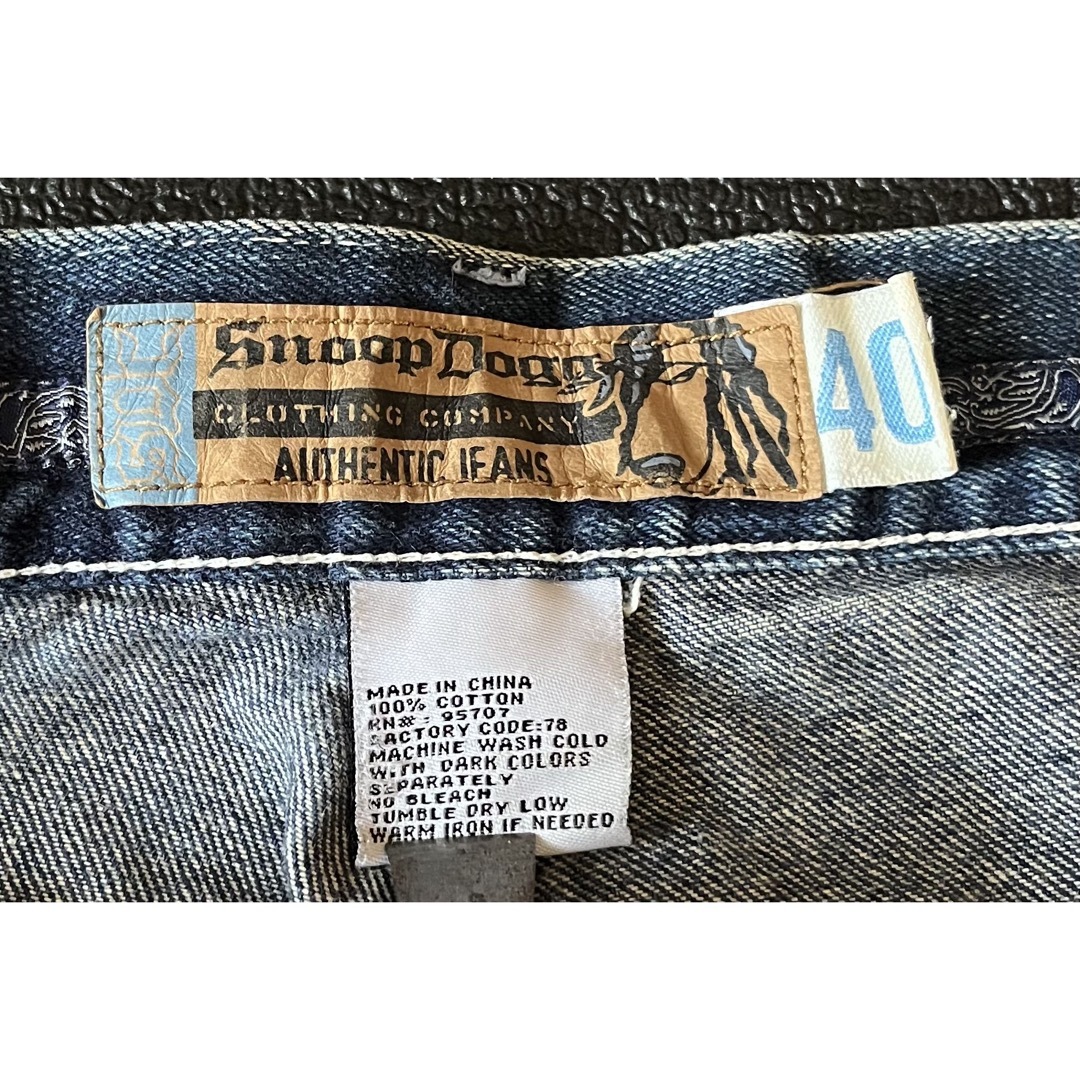 Snoop Dogg
CLOTHING COMPANY
AUTHENTIC JEANS
40
MADE IN CHINA
100% COTTON
RN#: 95707
FACTORY CODE:78
MACHINE WASH COLD
WITH DARK COLORS
SEPARATELY
NO BLEACH
TUMBLE DRY LOW
WARM IRON IF NEEDED